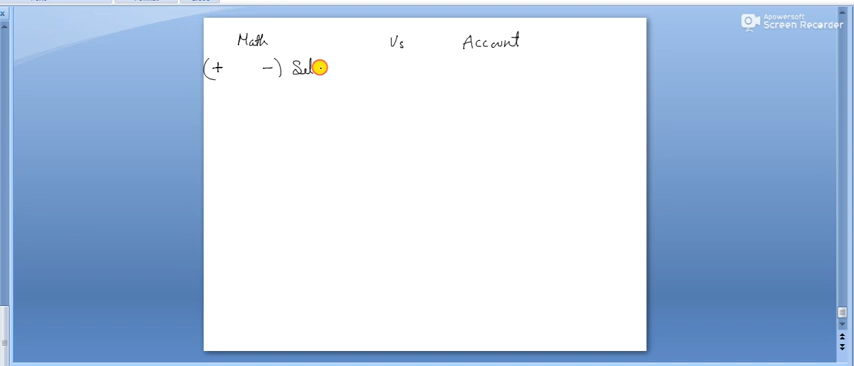 Apowersoft
Screen Recorder
Math Vs Account
(+ -) Sel